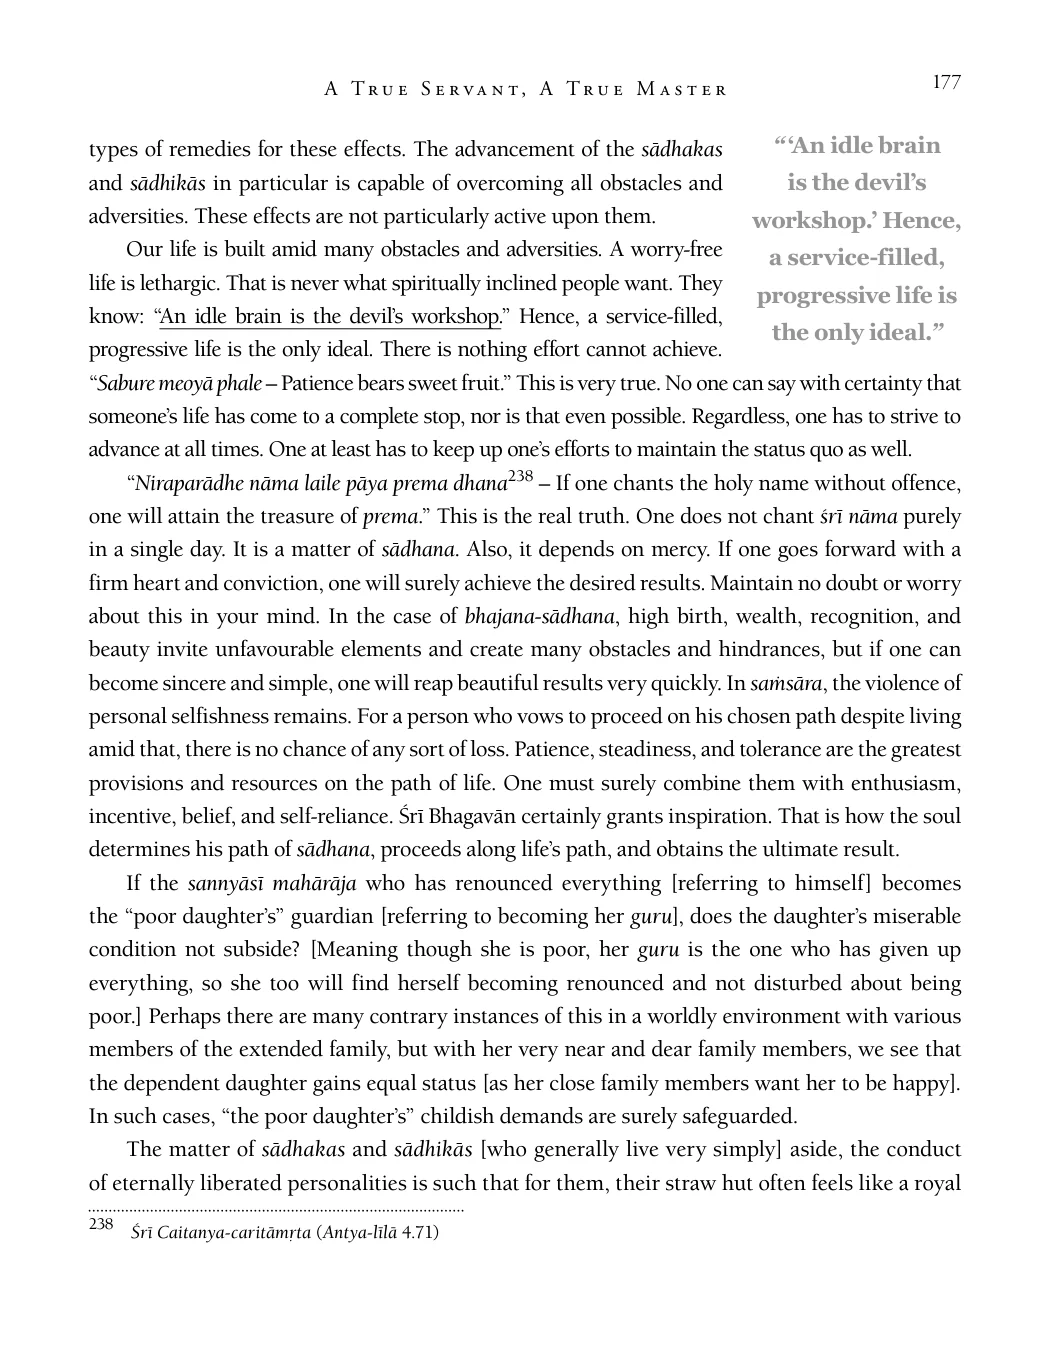 A True Servant, A True Master
177
types of remedies for these effects. The advancement of the sādhakas
and sādhikās in particular is capable of overcoming all obstacles and
adversities. These effects are not particularly active upon them.
Our life is built amid many obstacles and adversities. A worry-free
life is lethargic. That is never what spiritually inclined people want. They
know: “An idle brain is the devil’s workshop.” Hence, a service-filled,
progressive life is the only ideal. There is nothing effort cannot achieve.
“‘An idle brain
is the devil’s
workshop.’ Hence,
a service-filled,
progressive life is
the only ideal.”
“Sabure meoyā phale – Patience bears sweet fruit.” This is very true. No one can say with certainty that
someone’s life has come to a complete stop, nor is that even possible. Regardless, one has to strive to
advance at all times. One at least has to keep up one’s efforts to maintain the status quo as well.
“Niraparādhe nāma laile pāya prema dhana238 – If one chants the holy name without offence,
one will attain the treasure of prema.” This is the real truth. One does not chant śrī nāma purely
in a single day. It is a matter of sādhana. Also, it depends on mercy. If one goes forward with a
firm heart and conviction, one will surely achieve the desired results. Maintain no doubt or worry
about this in your mind. In the case of bhajana-sādhana, high birth, wealth, recognition, and
beauty invite unfavourable elements and create many obstacles and hindrances, but if one can
become sincere and simple, one will reap beautiful results very quickly. In saṁsāra, the violence of
personal selfishness remains. For a person who vows to proceed on his chosen path despite living
amid that, there is no chance of any sort of loss. Patience, steadiness, and tolerance are the greatest
provisions and resources on the path of life. One must surely combine them with enthusiasm,
incentive, belief, and self-reliance. Śrī Bhagavān certainly grants inspiration. That is how the soul
determines his path of sādhana, proceeds along life’s path, and obtains the ultimate result.
If the sannyāsī mahārāja who has renounced everything [referring to himself] becomes
the “poor daughter’s” guardian [referring to becoming her guru], does the daughter’s miserable
condition not subside? [Meaning though she is poor, her guru is the one who has given up
everything, so she too will find herself becoming renounced and not disturbed about being
poor.] Perhaps there are many contrary instances of this in a worldly environment with various
members of the extended family, but with her very near and dear family members, we see that
the dependent daughter gains equal status [as her close family members want her to be happy].
In such cases, “the poor daughter’s” childish demands are surely safeguarded.
The matter of sādhakas and sādhikās [who generally live very simply] aside, the conduct
of eternally liberated personalities is such that for them, their straw hut often feels like a royal
238 Śrī Caitanya-caritāmṛta (Antya-līlā 4.71)